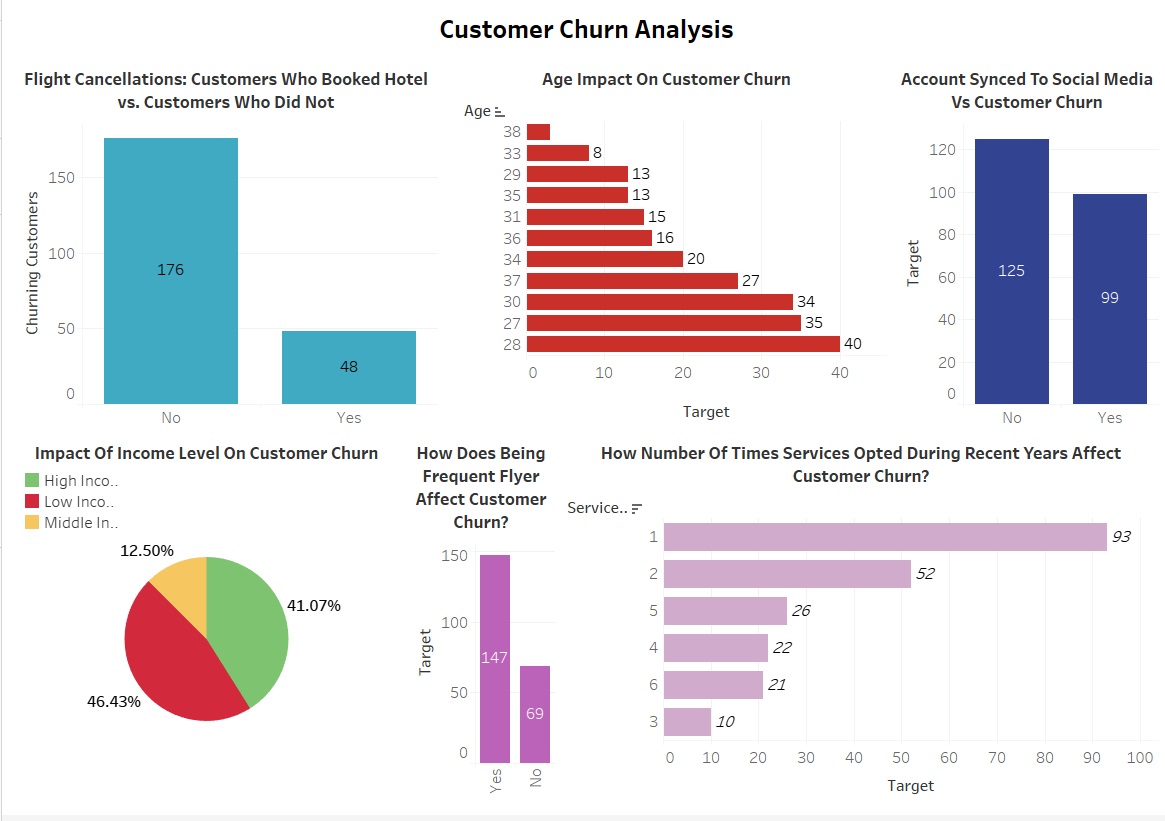 Customer Churn Analysis
Flight Cancellations: Customers Who Booked Hotel
vs. Customers Who Did Not
Churning Customers
150
100
50
0
176
48
No
Yes
Age Impact On Customer Churn
Age
38
33
8
29
13
35
13
31
15
36
16
34
20
37
27
30
34
27
35
28
40
0
10
20
30
40
Target
Account Synced To Social Media
Vs Customer Churn
Target
120
100
80
60
40
20
0
125
99
No
Yes
Impact Of Income Level On Customer Churn
High Inco..
Low Inco..
Middle In..
12.50%
41.07%
46.43%
How Does Being
Frequent Flyer
Affect Customer
Churn?
Target
150
100
50
0
147
69
Yes
No
How Number Of Times Services Opted During Recent Years Affect
Customer Churn?
Service..
1
93
2
52
5
26
4
22
6
21
3
10
0
10
20
30
40
50
60
70
80
90
100
Target